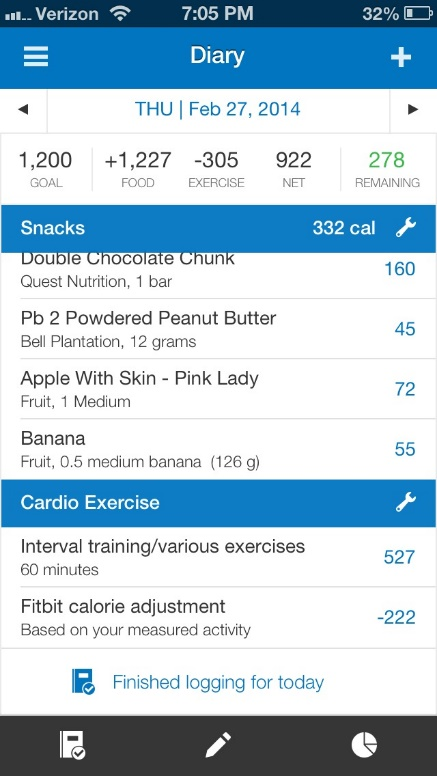 Verizon 7:05 PM 32%
Diary
THU | Feb 27, 2014
1,200 +1,227 -305 922 278
GOAL FOOD EXERCISE NET REMAINING
Snacks 332 cal
Double Chocolate Chunk 160
Quest Nutrition, 1 bar
Pb 2 Powdered Peanut Butter 45
Bell Plantation, 12 grams
Apple With Skin - Pink Lady 72
Fruit, 1 Medium
Banana 55
Fruit, 0.5 medium banana (126 g)
Cardio Exercise
Interval training/various exercises 527
60 minutes
Fitbit calorie adjustment -222
Based on your measured activity
Finished logging for today